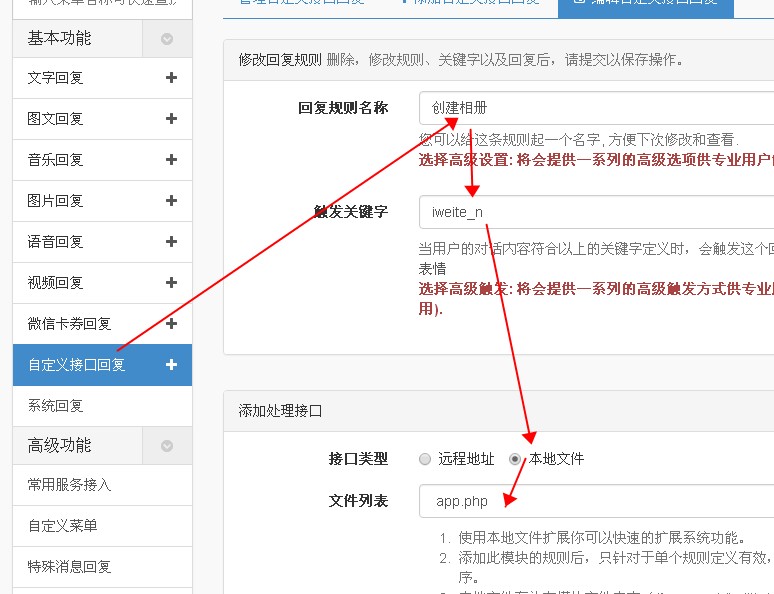 基本功能
文字回复
图文回复
音乐回复
图片回复
语音回复
视频回复
微信卡券回复
自定义接口回复
系统回复
高级功能
常用服务接入
自定义菜单
特殊消息回复
修改回复规则 删除，修改规则、关键字以及回复后，请提交以保存操作。
回复规则名称
创建相册
您可以给这条规则起一个名字, 方便下次修改和查看.
选择高级设置: 将会提供一系列的高级选项供专业用户
触发关键字
iweite_n
当用户的对话内容符合以上的关键字定义时，会触发这个
表情
选择高级触发: 将会提供一系列的高级触发方式供专业
用).
添加处理接口
接口类型
远程地址 本地文件
文件列表
app.php
1. 使用本地文件扩展你可以快速的扩展系统功能。
2. 添加此模块的规则后，只针对于单个规则定义有效，
序。